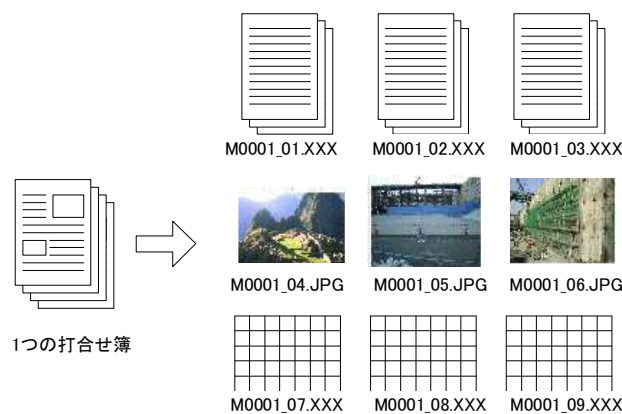 M0001_01.XXX
M0001_02.XXX
M0001_03.XXX
M0001_04.JPG
M0001_05.JPG
M0001_06.JPG
1つの打合せ簿
M0001_07.XXX
M0001_08.XXX
M0001_09.XXX